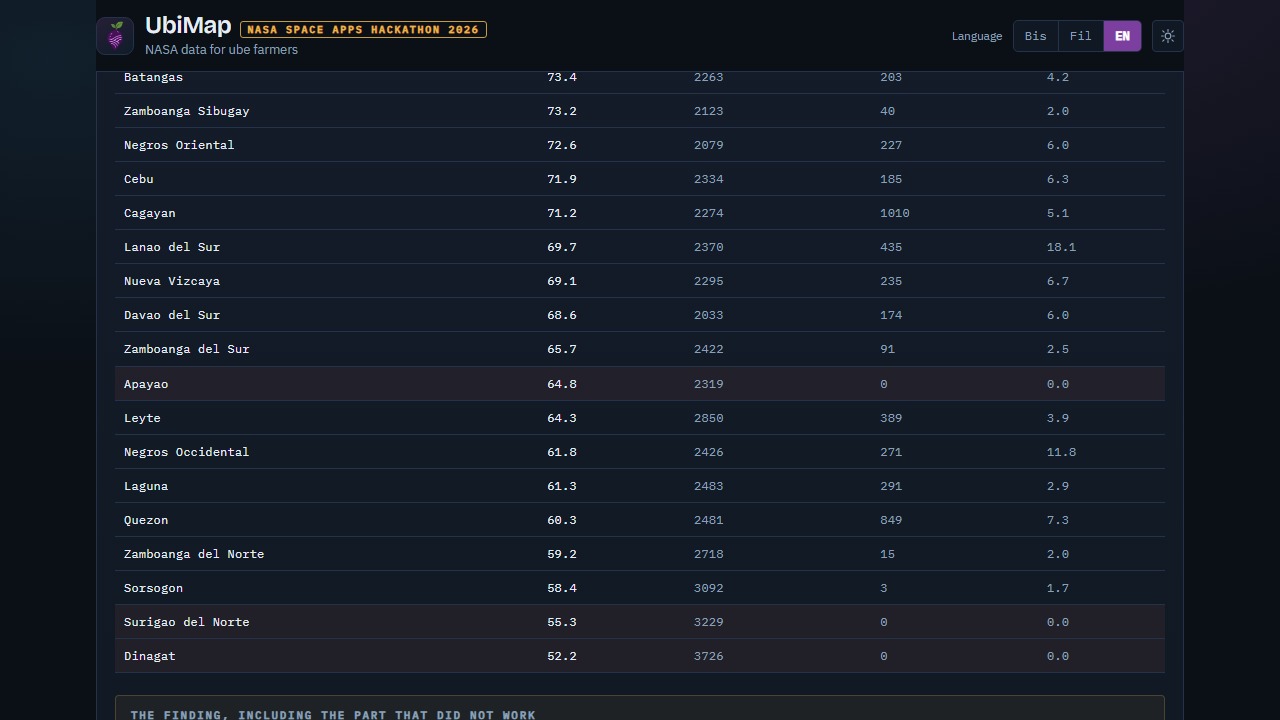 UbiMap NASA SPACE APPS HACKATHON 2026
NASA data for ube farmers
Language Bis Fil EN
Batangas 73.4 2263 203 4.2
Zamboanga Sibugay 73.2 2123 40 2.0
Negros Oriental 72.6 2079 227 6.0
Cebu 71.9 2334 185 6.3
Cagayan 71.2 2274 1010 5.1
Lanao del Sur 69.7 2370 435 18.1
Nueva Vizcaya 69.1 2295 235 6.7
Davao del Sur 68.6 2033 174 6.0
Zamboanga del Sur 65.7 2422 91 2.5
Apayao 64.8 2319 0 0.0
Leyte 64.3 2850 389 3.9
Negros Occidental 61.8 2426 271 11.8
Laguna 61.3 2483 291 2.9
Quezon 60.3 2481 849 7.3
Zamboanga del Norte 59.2 2718 15 2.0
Sorsogon 58.4 3092 3 1.7
Surigao del Norte 55.3 3229 0 0.0
Dinagat 52.2 3726 0 0.0
THE FINDING, INCLUDING THE PART THAT DID NOT WORK